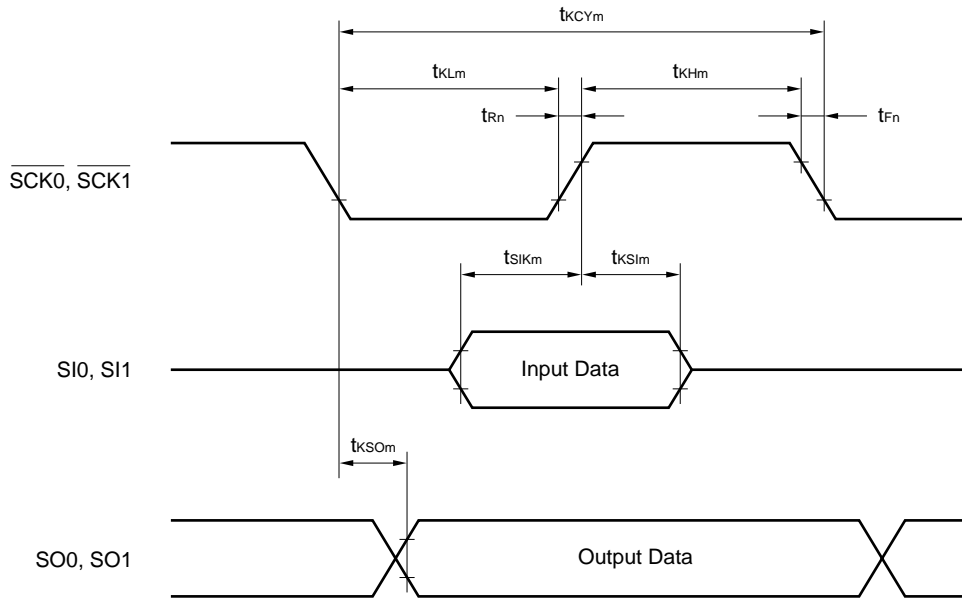 tKCYm
tKLm
tKHm
tRn
tFn
SCK0, SCK1
tSIKm
tKSIm
SI0, SI1
Input Data
tKSOm
SO0, SO1
Output Data